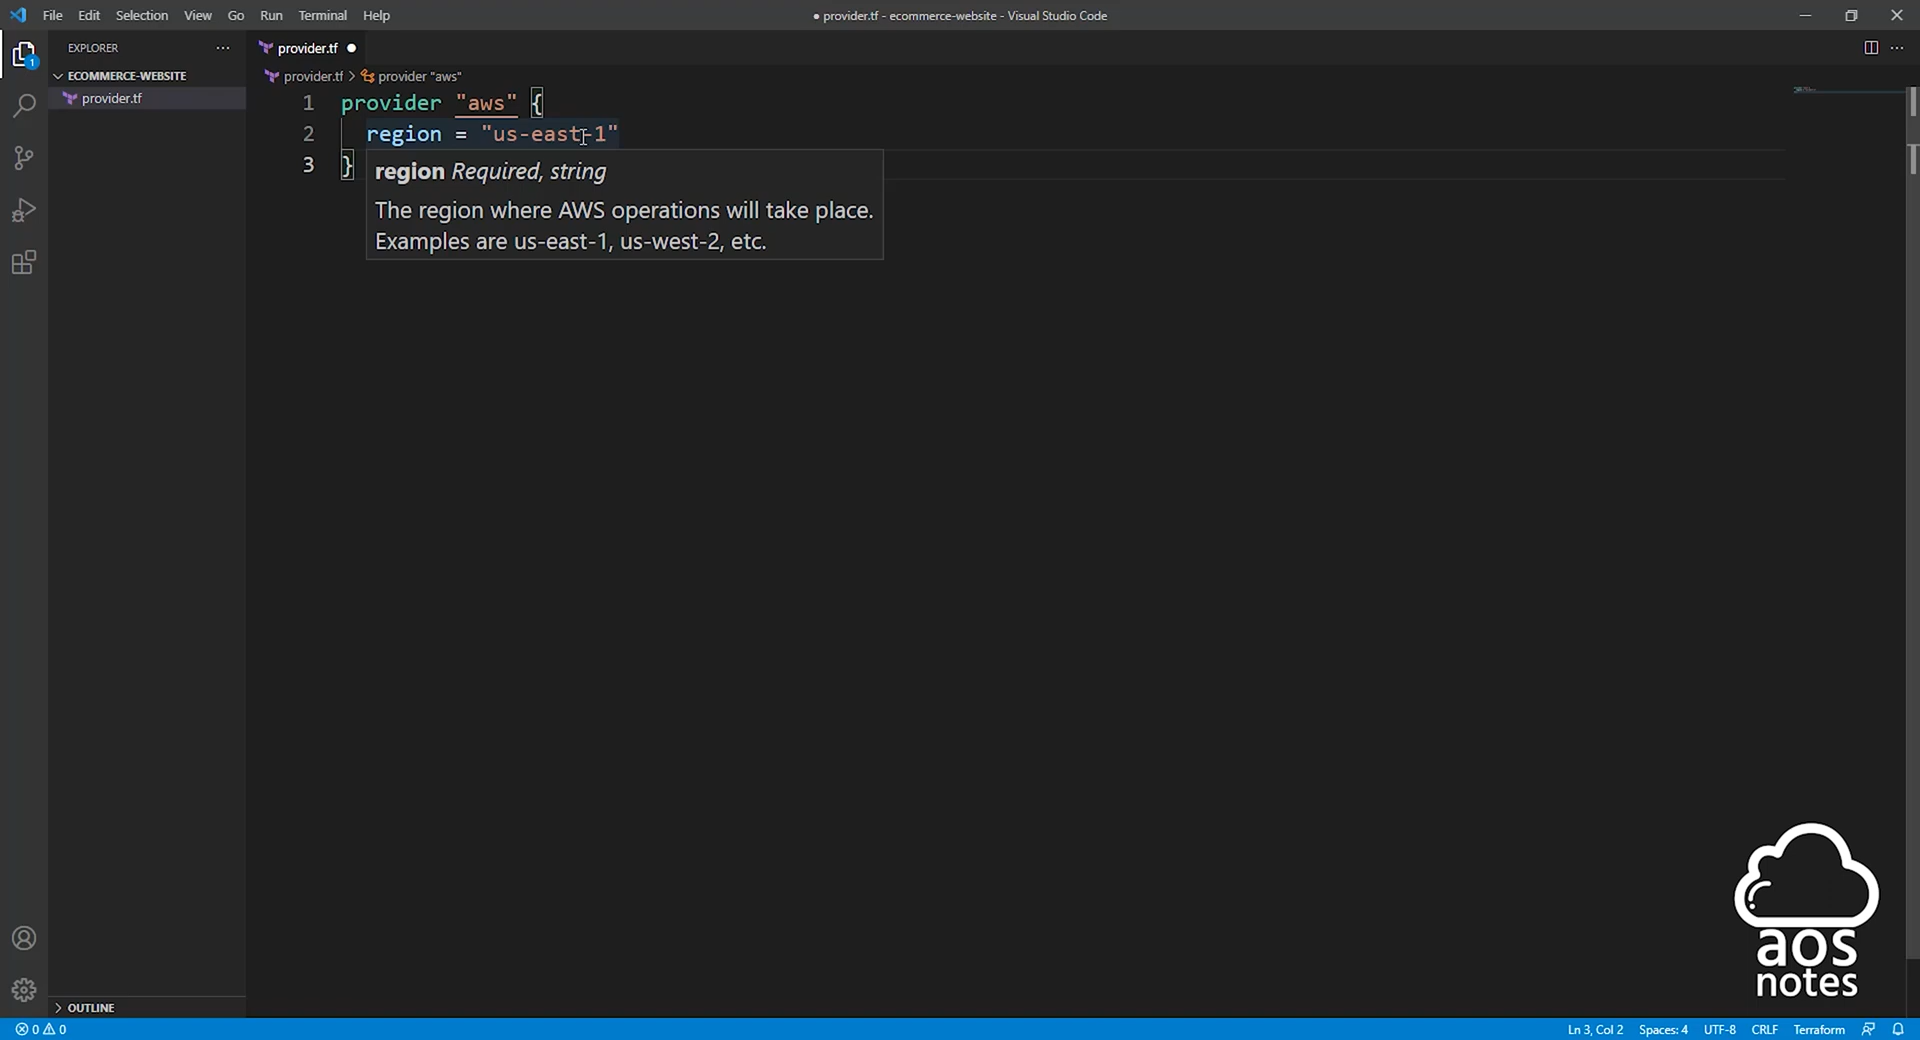 File Edit Selection View Go Run Terminal Help
● provider.tf - ecommerce-website - Visual Studio Code
EXPLORER
provider.tf ●
ECOMMERCE-WEBSITE
provider.tf > provider "aws"
provider.tf
1 provider "aws" {
2 region = "us-east-1"
3 }
region Required, string
The region where AWS operations will take place.
Examples are us-east-1, us-west-2, etc.
1
aos
notes
OUTLINE
0 0
Ln 3, Col 2 Spaces: 4 UTF-8 CRLF Terraform